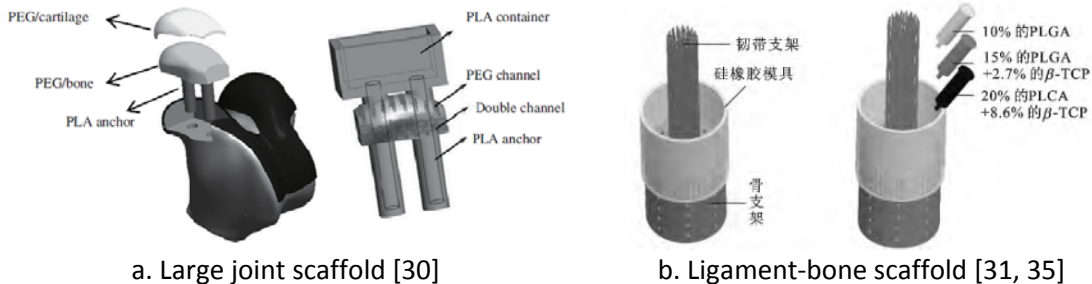 PEG/cartilage
PEG/bone
PLA anchor
PLA container
PEG channel
Double channel
PLA anchor
韧带支架
硅橡胶模具
骨
支
架
10% 的PLGA
15% 的PLGA
+2.7%的β-TCP
20% 的PLCA
+8.6% 的β-TCP
a. Large joint scaffold [30]
b. Ligament-bone scaffold [31, 35]